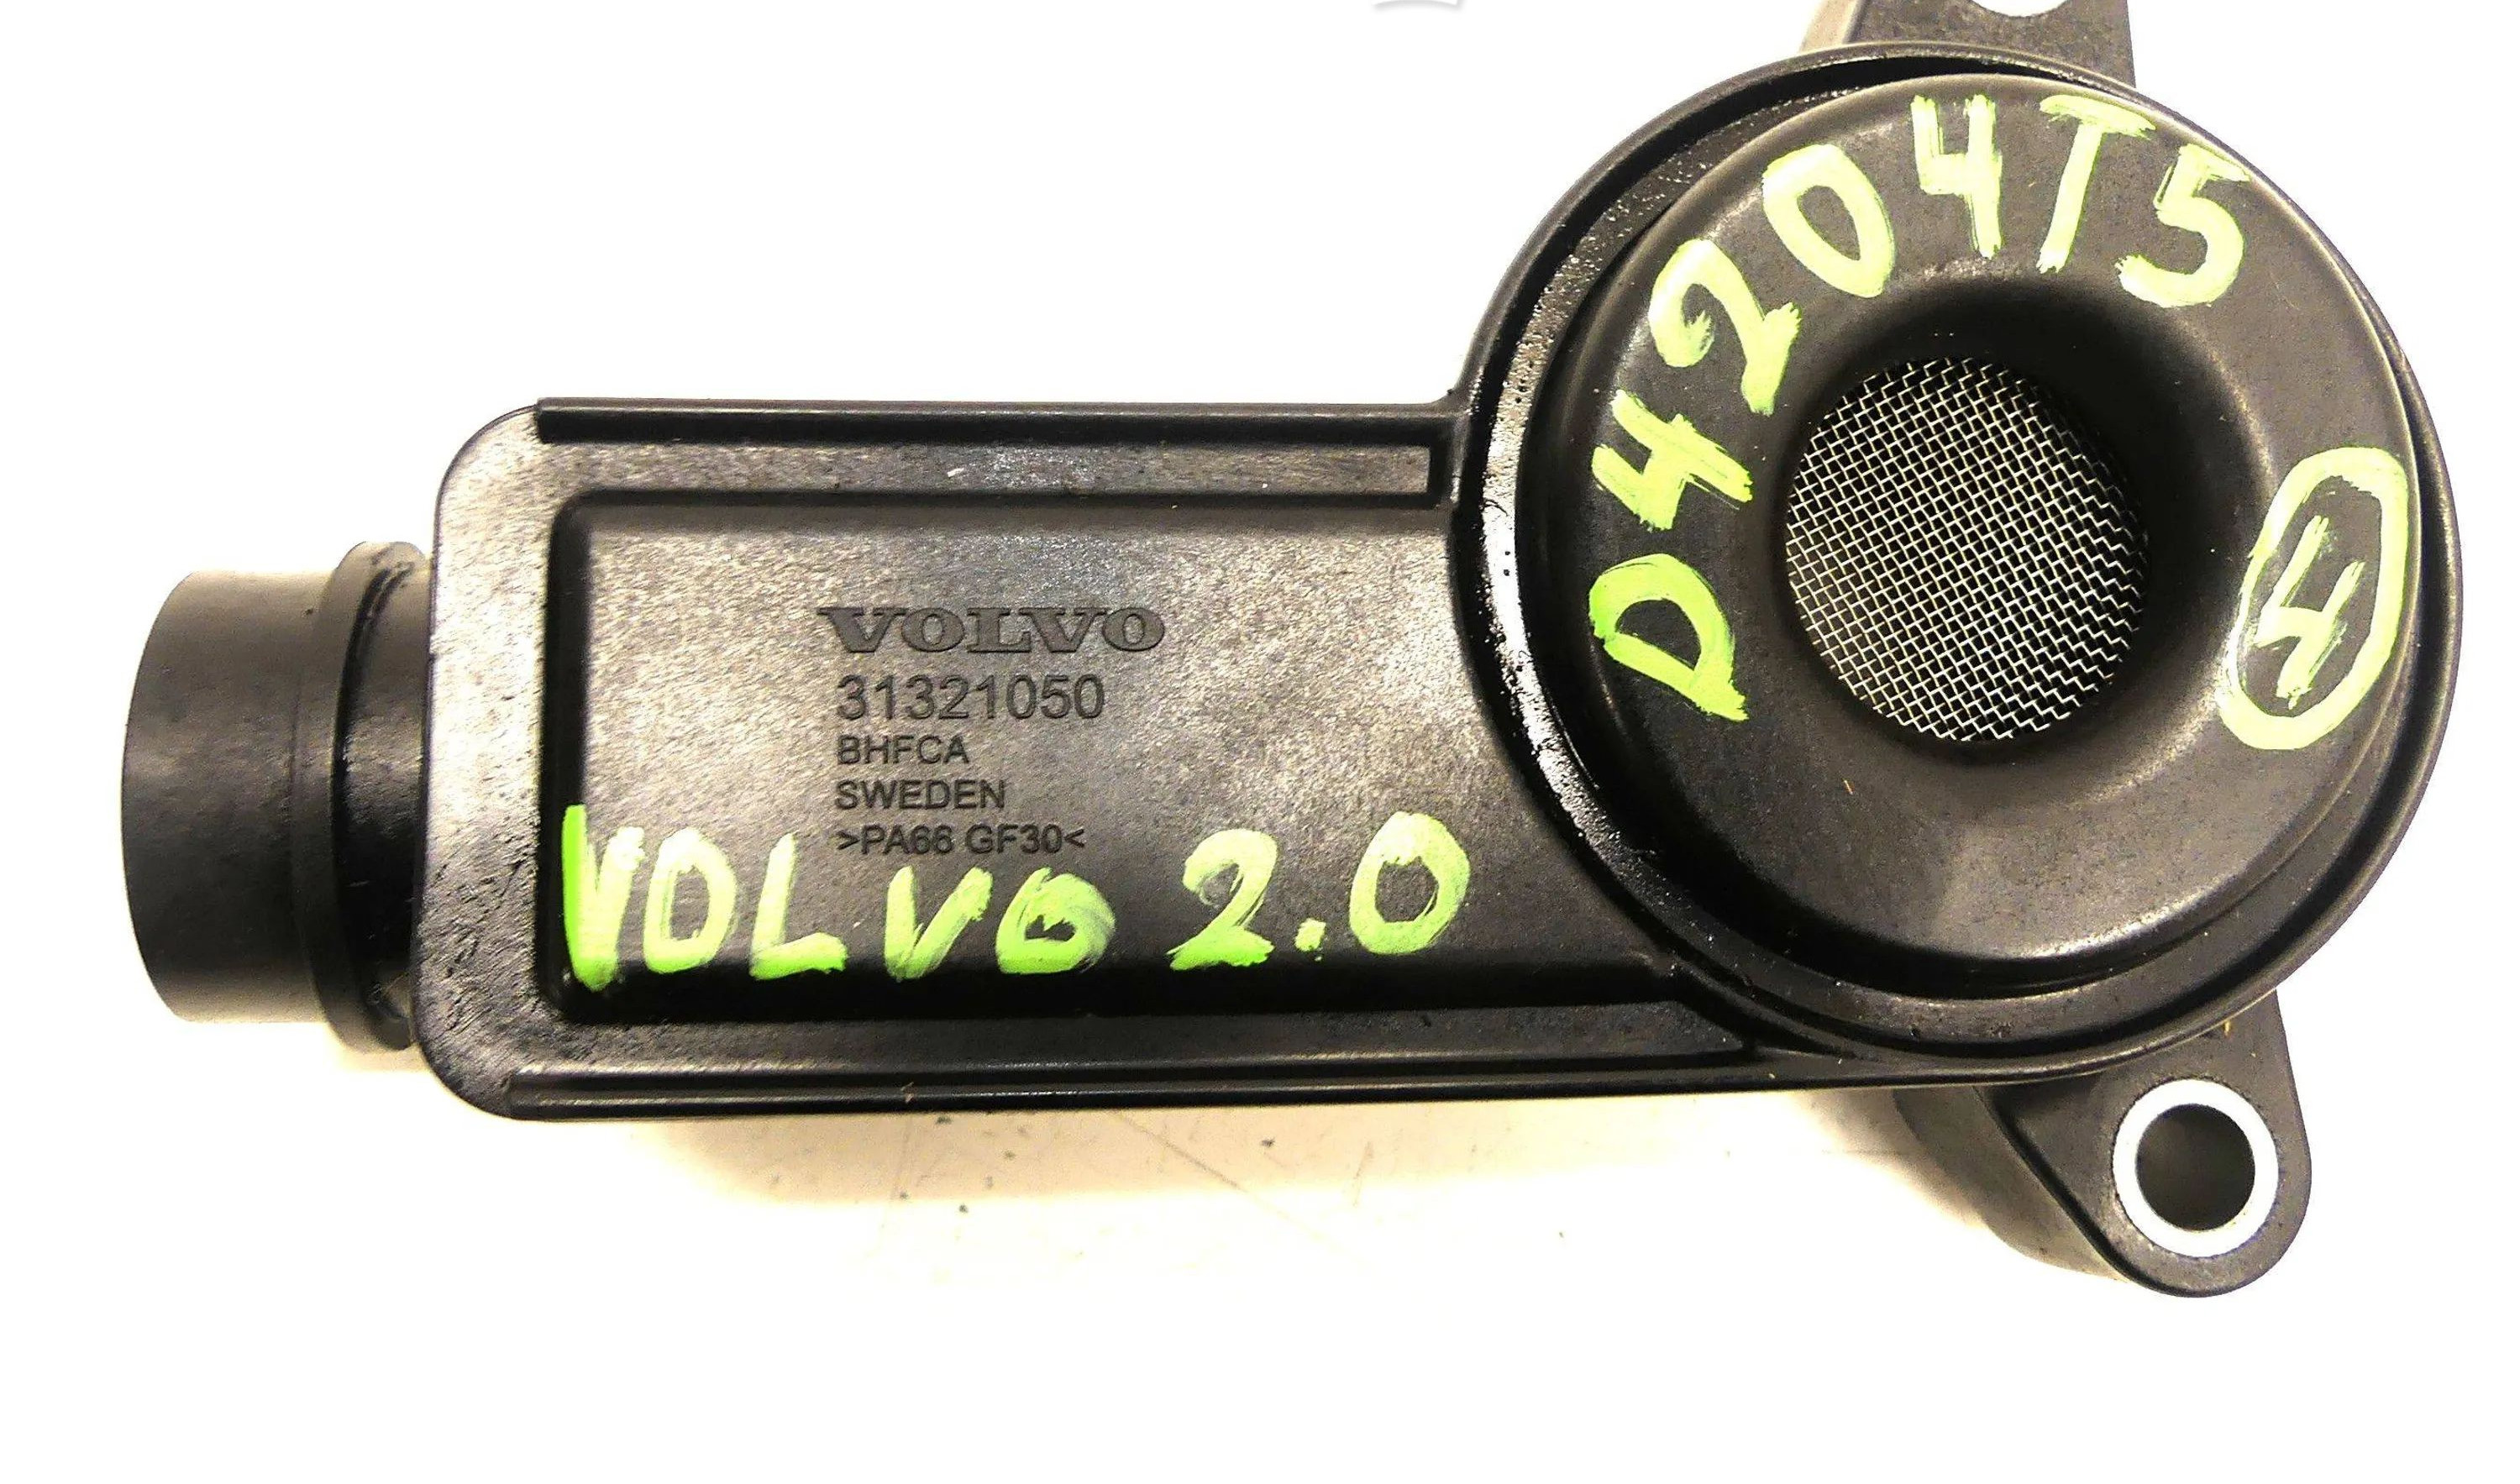 D4204T5
4
VOLVO
31321050
BHFCA
SWEDEN
>PA66 GF30<
VOLVO 2.0